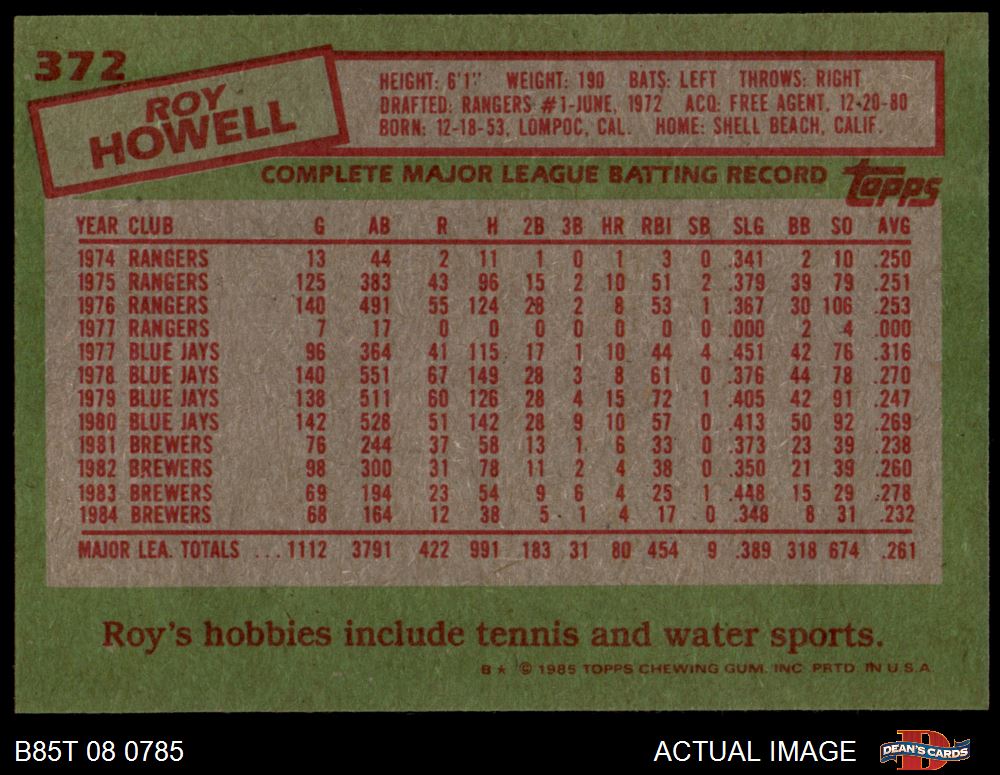 372
ROY
HOWELL
HEIGHT: 6'1" WEIGHT: 190 BATS: LEFT THROWS: RIGHT
DRAFTED: RANGERS #1-JUNE, 1972 ACQ: FREE AGENT, 12-20-80
BORN: 12-18-53, LOMPOC, CAL. HOME: SHELL BEACH, CALIF.
COMPLETE MAJOR LEAGUE BATTING RECORD topps
YEAR CLUB G AB R H 2B 3B HR RBI SB SLG BB SO AVG
1974 RANGERS 13 44 2 11 1 0 1 3 0 .341 2 10 .250
1975 RANGERS 125 383 43 96 15 2 10 51 2 .379 39 79 .251
1976 RANGERS 140 491 55 124 28 2 8 53 1 .367 30 106 .253
1977 RANGERS 7 17 0 0 0 0 0 0 0 .000 2 4 .000
1977 BLUE JAYS 96 364 41 115 17 1 10 44 4 .451 42 76 .316
1978 BLUE JAYS 140 551 67 149 28 3 8 61 0 .376 44 78 .270
1979 BLUE JAYS 138 511 60 126 28 4 15 72 1 .405 42 91 .247
1980 BLUE JAYS 142 528 51 142 28 9 10 57 0 .413 50 92 .269
1981 BREWERS 76 244 37 58 13 1 6 33 0 .373 23 39 .238
1982 BREWERS 98 300 31 78 11 2 4 38 0 .350 21 39 .260
1983 BREWERS 69 194 23 54 9 6 4 25 1 .448 15 29 .278
1984 BREWERS 68 164 12 38 5 1 4 17 0 .348 8 31 .232
MAJOR LEA. TOTALS ...1112 3791 422 991 183 31 80 454 9 .389 318 674 .261
Roy's hobbies include tennis and water sports.
B★ © 1985 TOPPS CHEWING GUM. INC. PRTD. IN U.S.A.
B85T 08 0785 ACTUAL IMAGE DEAN'S CARDS